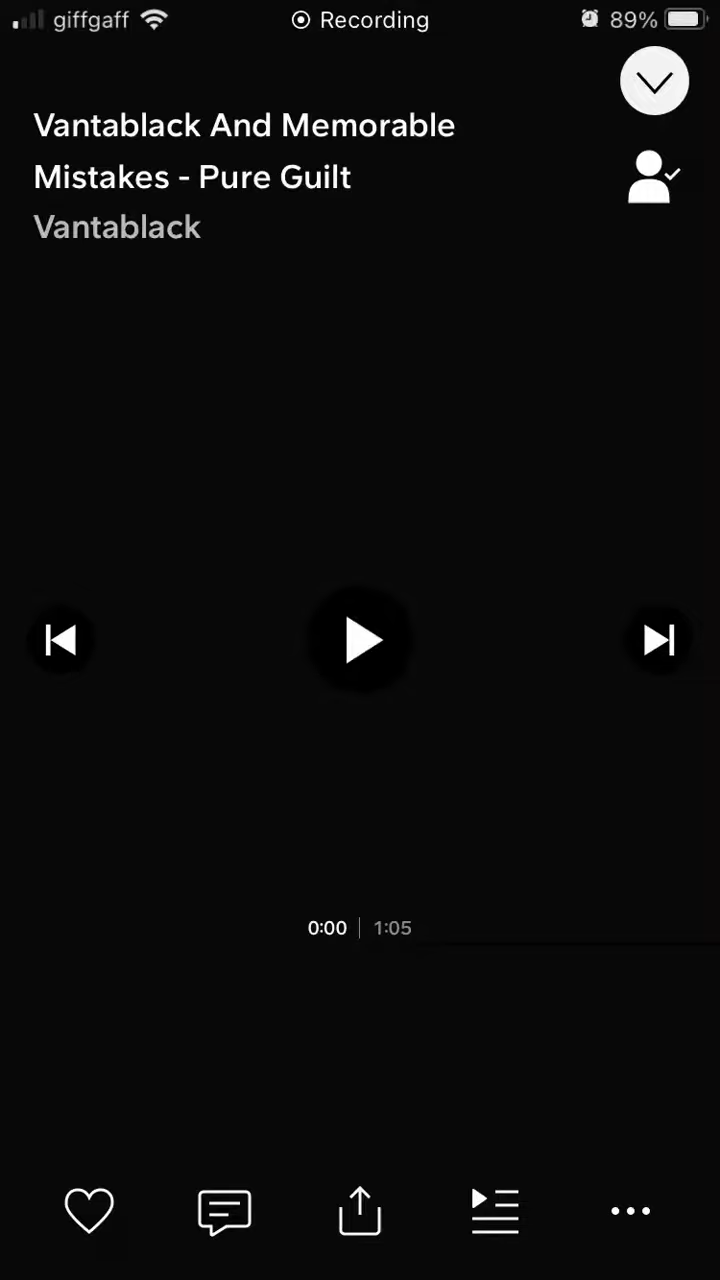 giffgaff Recording 89%
Vantablack And Memorable
Mistakes - Pure Guilt
Vantablack
0:00 | 1:05